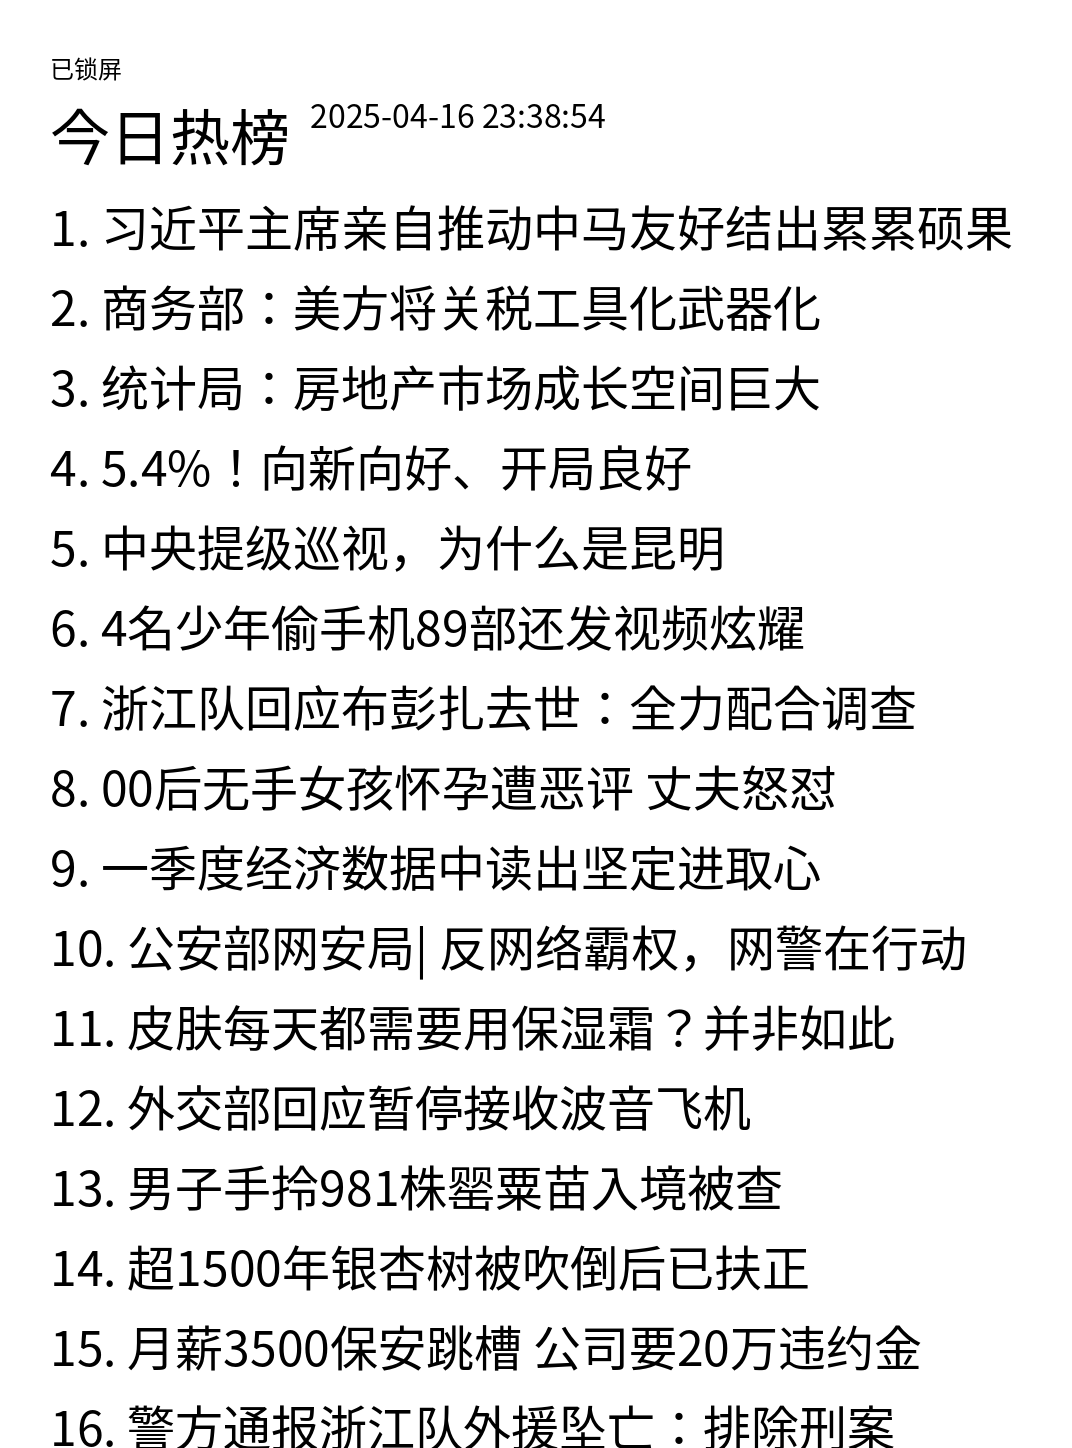 已锁屏
今日热榜 2025-04-16 23:38:54
1. 习近平主席亲自推动中马友好结出累累硕果
2. 商务部：美方将关税工具化武器化
3. 统计局：房地产市场成长空间巨大
4. 5.4%！向新向好、开局良好
5. 中央提级巡视，为什么是昆明
6. 4名少年偷手机89部还发视频炫耀
7. 浙江队回应布彭扎去世：全力配合调查
8. 00后无手女孩怀孕遭恶评 丈夫怒怼
9. 一季度经济数据中读出坚定进取心
10. 公安部网安局| 反网络霸权，网警在行动
11. 皮肤每天都需要用保湿霜？并非如此
12. 外交部回应暂停接收波音飞机
13. 男子手拎981株罂粟苗入境被查
14. 超1500年银杏树被吹倒后已扶正
15. 月薪3500保安跳槽 公司要20万违约金
16. 警方通报浙江队外援坠亡：排除刑案